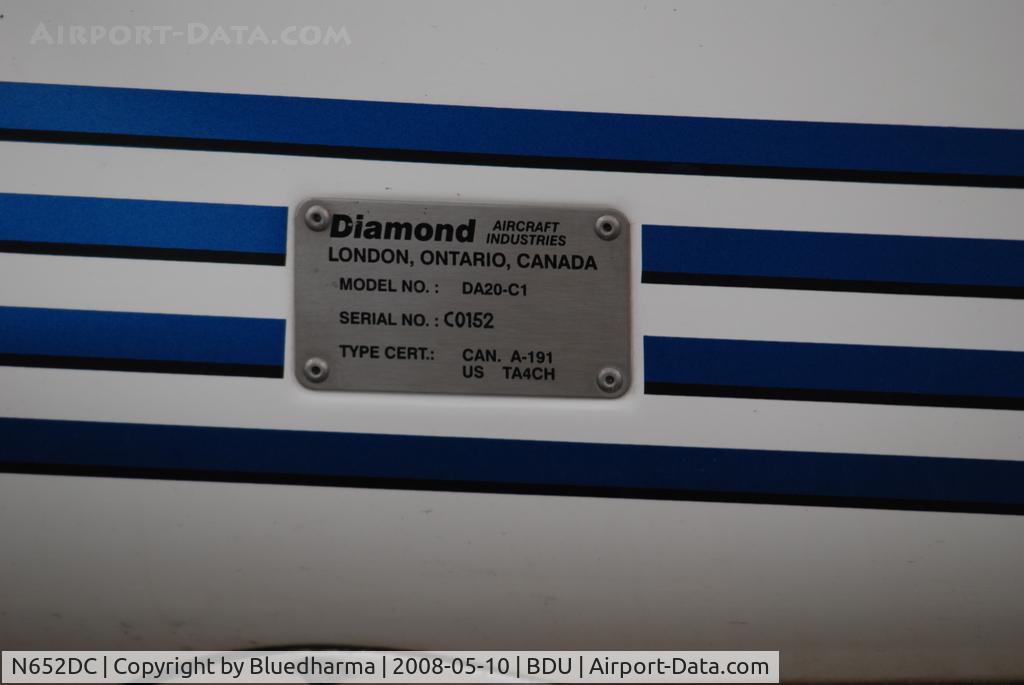 Airport-Data.com
Diamond AIRCRAFT INDUSTRIES
LONDON, ONTARIO, CANADA
MODEL NO. : DA20-C1
SERIAL NO. : C0152
TYPE CERT.: CAN. A-191
US TA4CH
N652DC | Copyright by Bluedharma | 2008-05-10 | BDU | Airport-Data.com